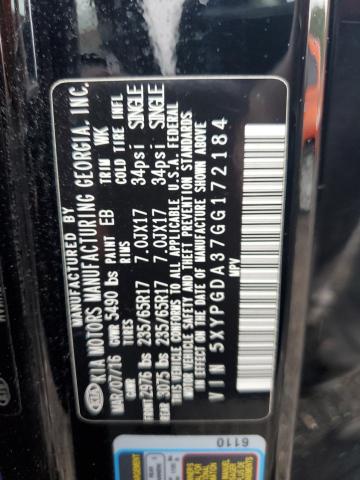 MANUFACTURED BY
KIA MOTORS MANUFACTURING GEORGIA, INC.
MAR/07/16 GVWR 5490 lbs PAINT EB TRIM WK
GAWR TIRES RIMS COLD TIRE INFL
FRNT 2976 lbs 235/65R17 7.0JX17 34psi SINGLE
REAR 3075 lbs 235/65R17 7.0JX17 34psi SINGLE
THIS VEHICLE CONFORMS TO ALL APPLICABLE U.S.A. FEDERAL
MOTOR VEHICLE SAFETY AND THEFT PREVENTION
STANDARDS IN EFFECT ON THE DATE OF MANUFACTURE SHOWN ABOVE
VIN 5XYPGDA37GG172184
MPV
KIA
6110